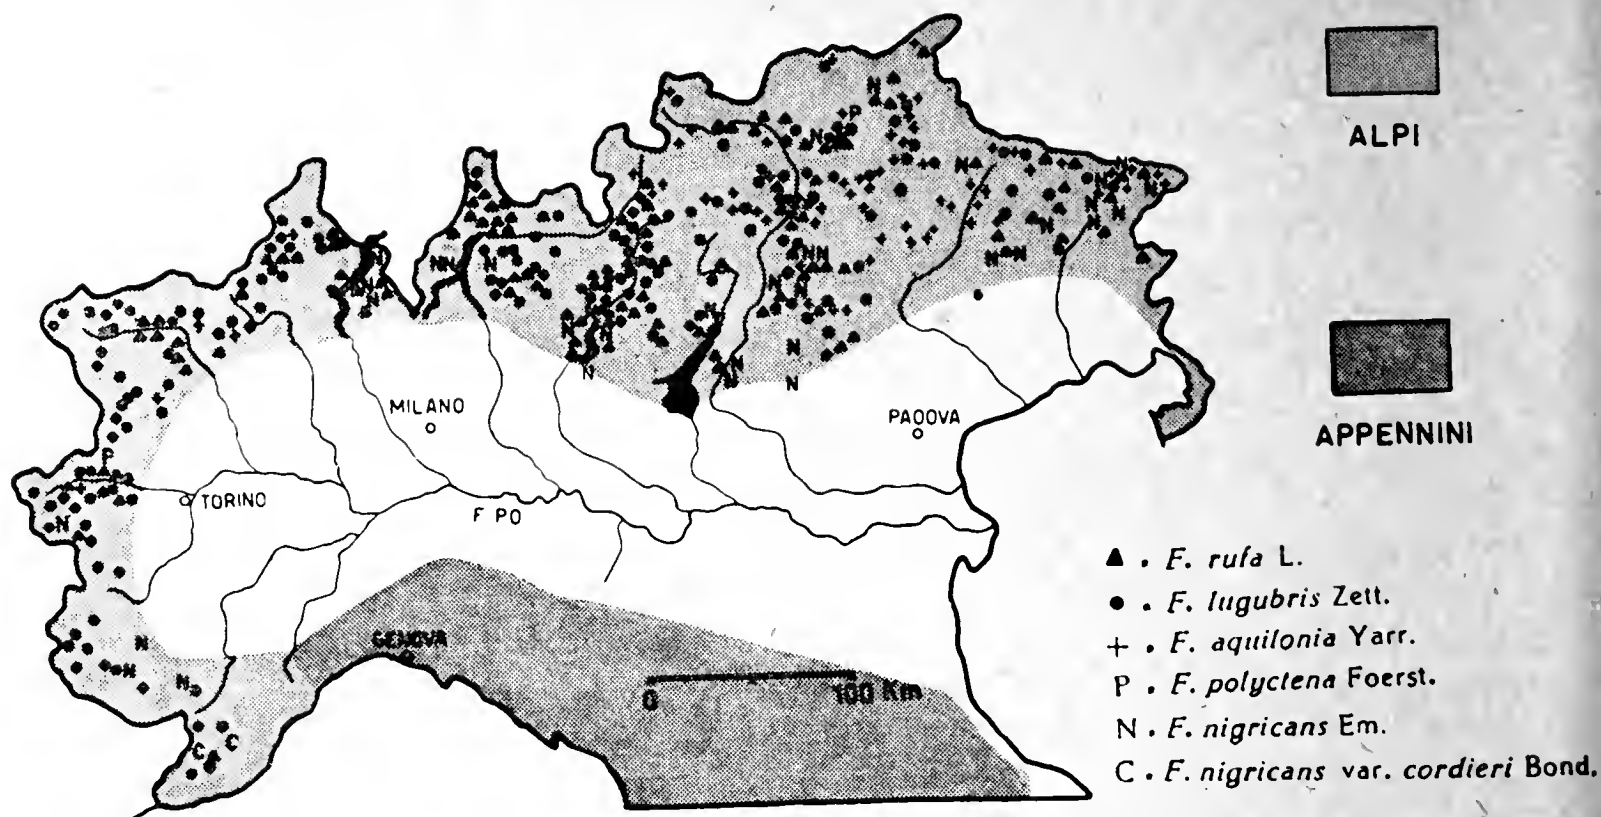 ALPI
APPENNINI
MILANO
PADOVA
TORINO
F PO
GENOVA
0 100 Km
▲ . F. rufa L.
● . F. lugubris Zett.
+ . F. aquilonia Yarr.
P . F. polyctena Foerst.
N . F. nigricans Em.
C . F. nigricans var. cordieri Bond.